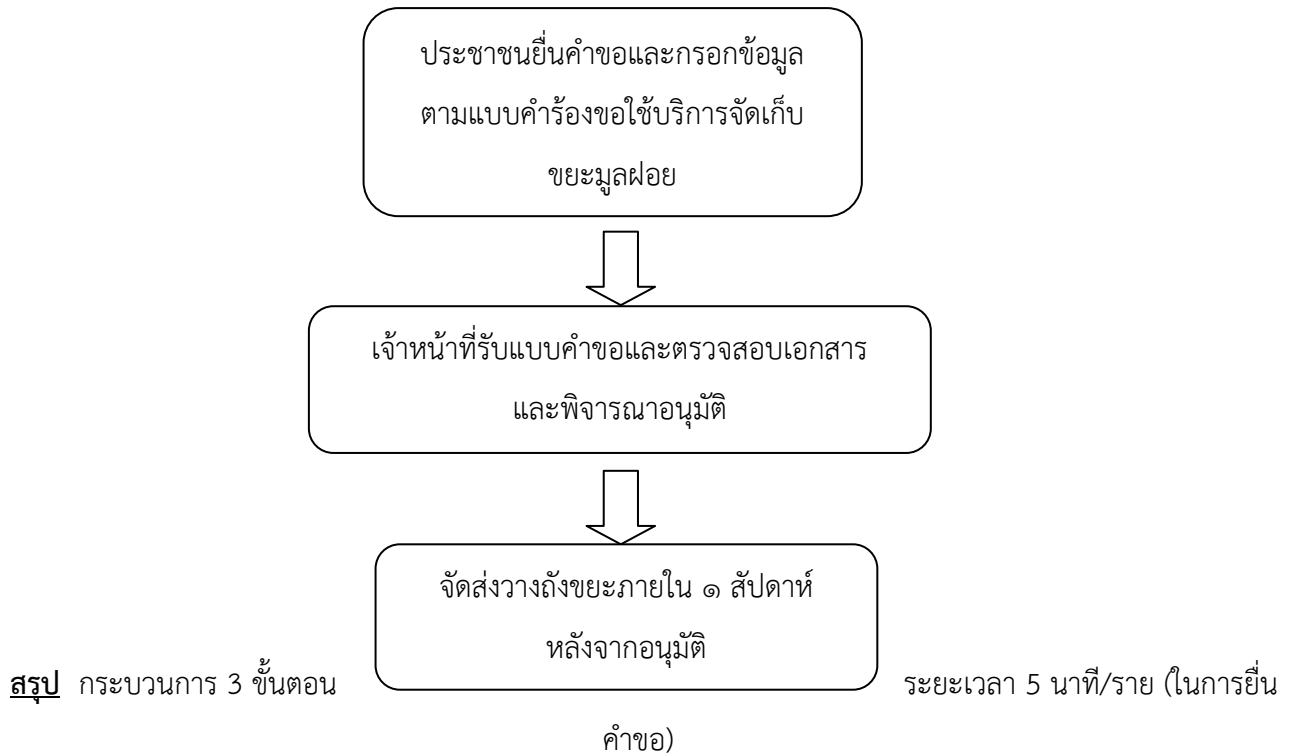 ประชาชนยื่นคำขอและกรอกข้อมูล
ตามแบบคำร้องขอใช้บริการจัดเก็บ
ขยะมูลฝอย
เจ้าหน้าที่รับแบบคำขอและตรวจสอบเอกสาร
และพิจารณาอนุมัติ
จัดส่งวางถังขยะภายใน ๑ สัปดาห์
หลังจากอนุมัติ
สรุป กระบวนการ 3 ขั้นตอน ระยะเวลา 5 นาที/ราย (ในการยื่น
คำขอ)